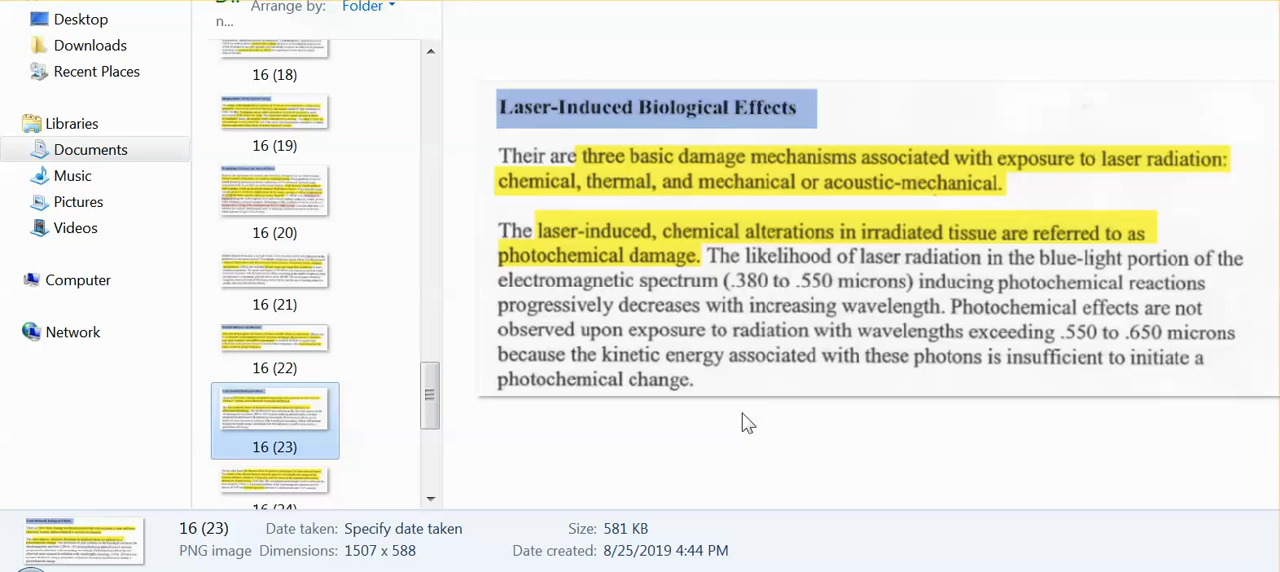 Desktop
Downloads
Recent Places
Libraries
Documents
Music
Pictures
Videos
Computer
Network
n...
Arrange by: Folder
16 (18)
16 (19)
16 (20)
16 (21)
16 (22)
16 (23)
16 (24)
Laser-Induced Biological Effects
Their are three basic damage mechanisms associated with exposure to laser radiation:
chemical, thermal, and mechanical or acoustic-mechanical.
The laser-induced, chemical alterations in irradiated tissue are referred to as
photochemical damage. The likelihood of laser radiation in the blue-light portion of the
electromagnetic spectrum (.380 to .550 microns) inducing photochemical reactions
progressively decreases with increasing wavelength. Photochemical effects are not
observed upon exposure to radiation with wavelengths exceeding .550 to .650 microns
because the kinetic energy associated with these photons is insufficient to initiate a
photochemical change.
16 (23) Date taken: Specify date taken Size: 581 KB
PNG image Dimensions: 1507 x 588 Date created: 8/25/2019 4:44 PM